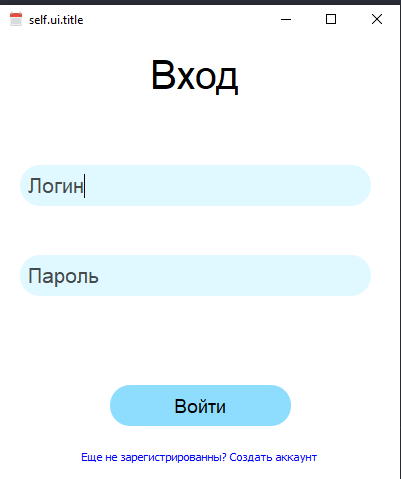 self.ui.title
Вход
Логин
Пароль
Войти
Еще не зарегистрированны? Создать аккаунт